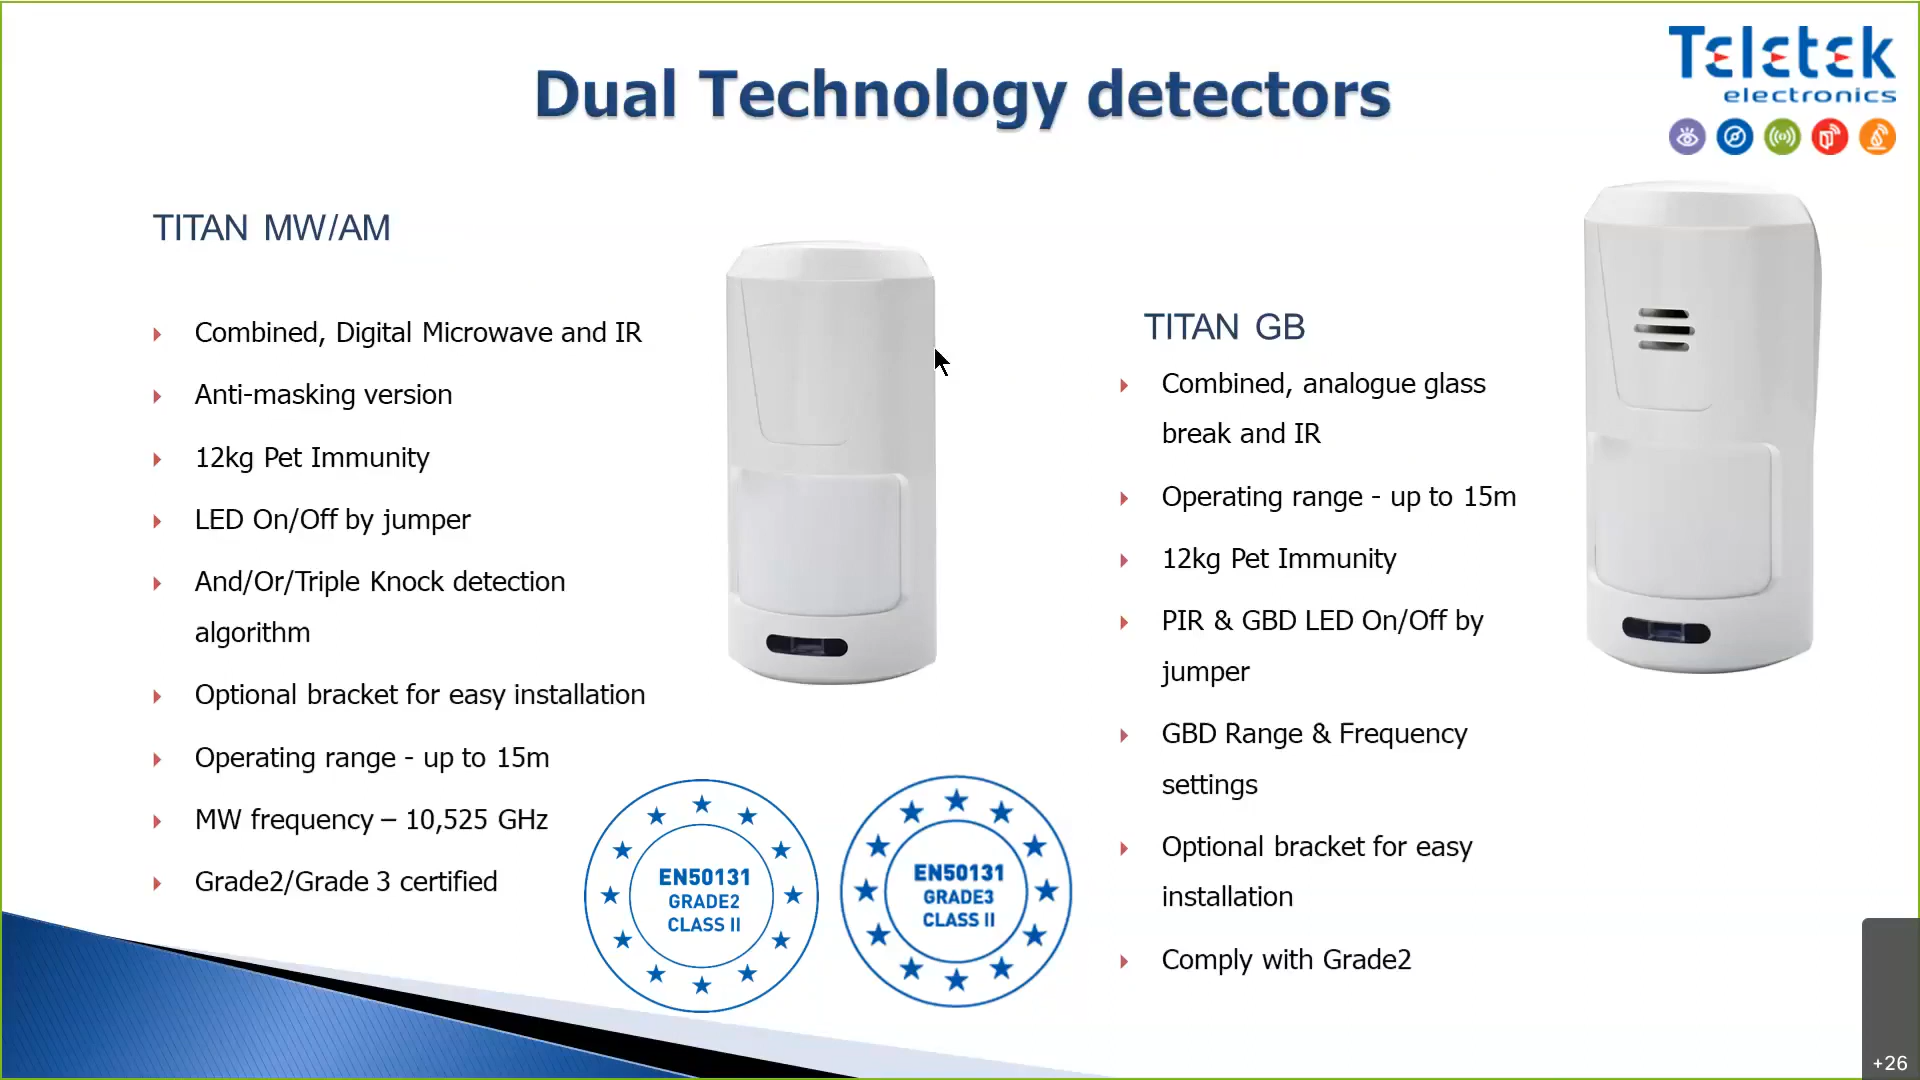 Teletek
electronics
Dual Technology detectors
TITAN MW/AM
Combined, Digital Microwave and IR
Anti-masking version
12kg Pet Immunity
LED On/Off by jumper
And/Or/Triple Knock detection
algorithm
Optional bracket for easy installation
Operating range - up to 15m
MW frequency – 10,525 GHz
Grade2/Grade 3 certified
EN50131
GRADE2
CLASS II
EN50131
GRADE3
CLASS II
TITAN GB
Combined, analogue glass
break and IR
Operating range - up to 15m
12kg Pet Immunity
PIR & GBD LED On/Off by
jumper
GBD Range & Frequency
settings
Optional bracket for easy
installation
Comply with Grade2
+26